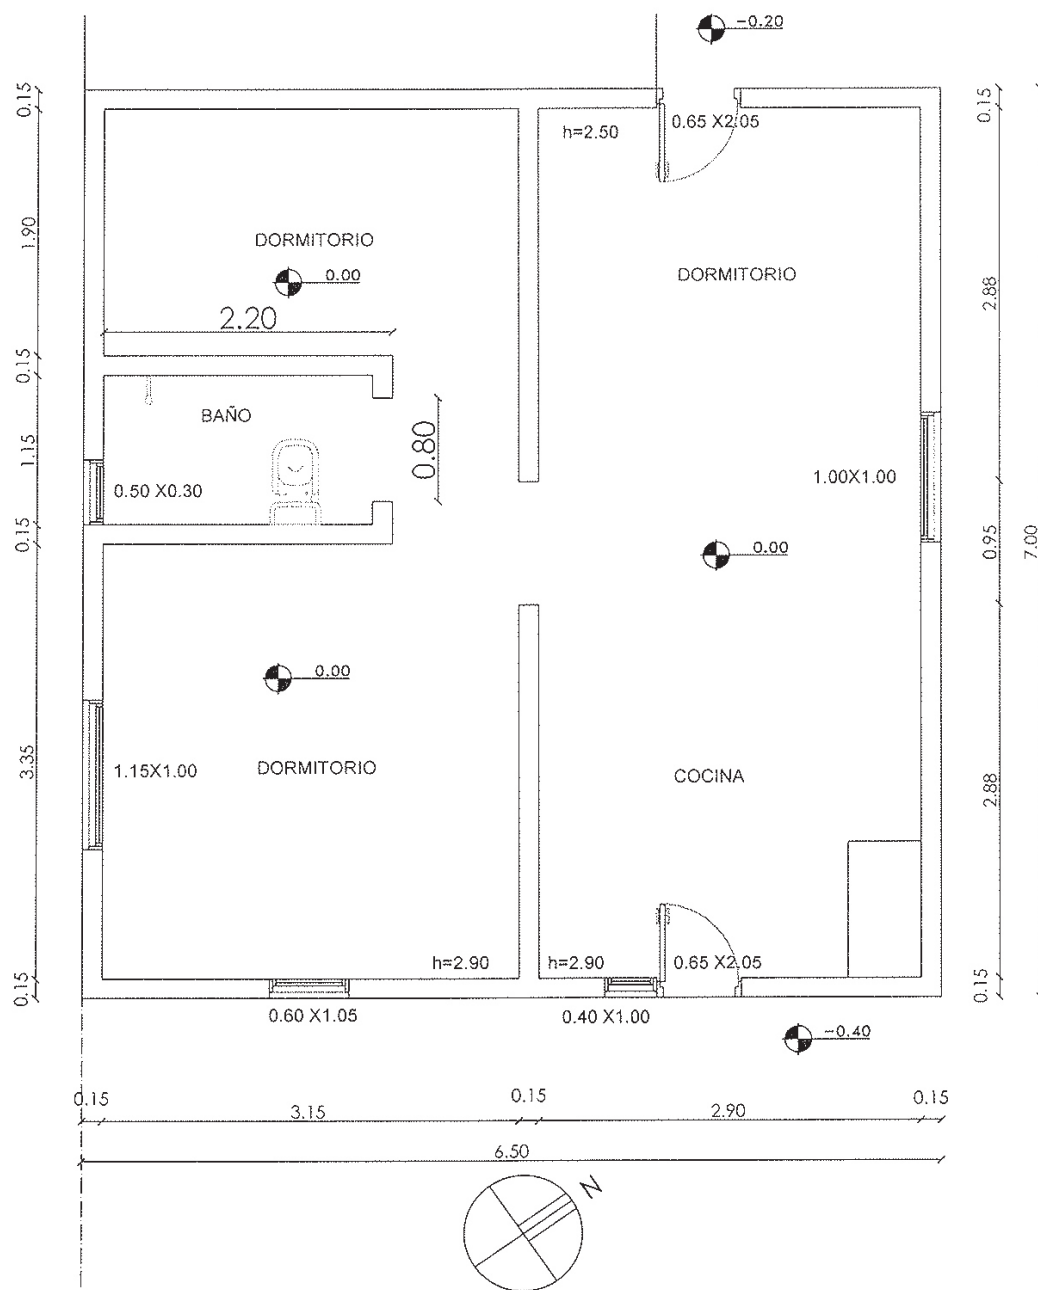 -0.20
0.15
0.15
0.65 X2.05
h=2.50
1.90
DORMITORIO
0.00
DORMITORIO
2.88
2.20
0.15
BAÑO
1.15
0.80
0.50 X0.30
1.00X1.00
0.15
0.00
0.95
7.00
0.00
3.35
1.15X1.00
DORMITORIO
COCINA
2.88
h=2.90
h=2.90
0.65 X2.05
0.15
0.15
0.60 X1.05
0.40 X1.00
-0.40
0.15
0.15
0.15
3.15
2.90
6.50
N